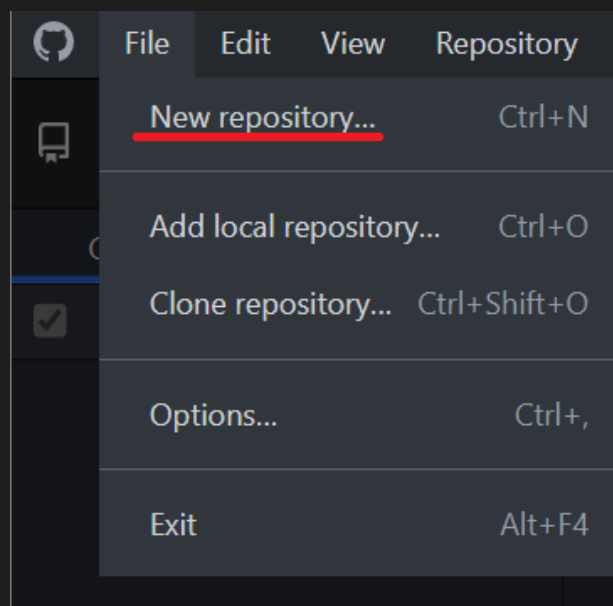 File Edit View Repository
New repository... Ctrl+N
Add local repository... Ctrl+O
Clone repository... Ctrl+Shift+O
Options... Ctrl+,
Exit Alt+F4